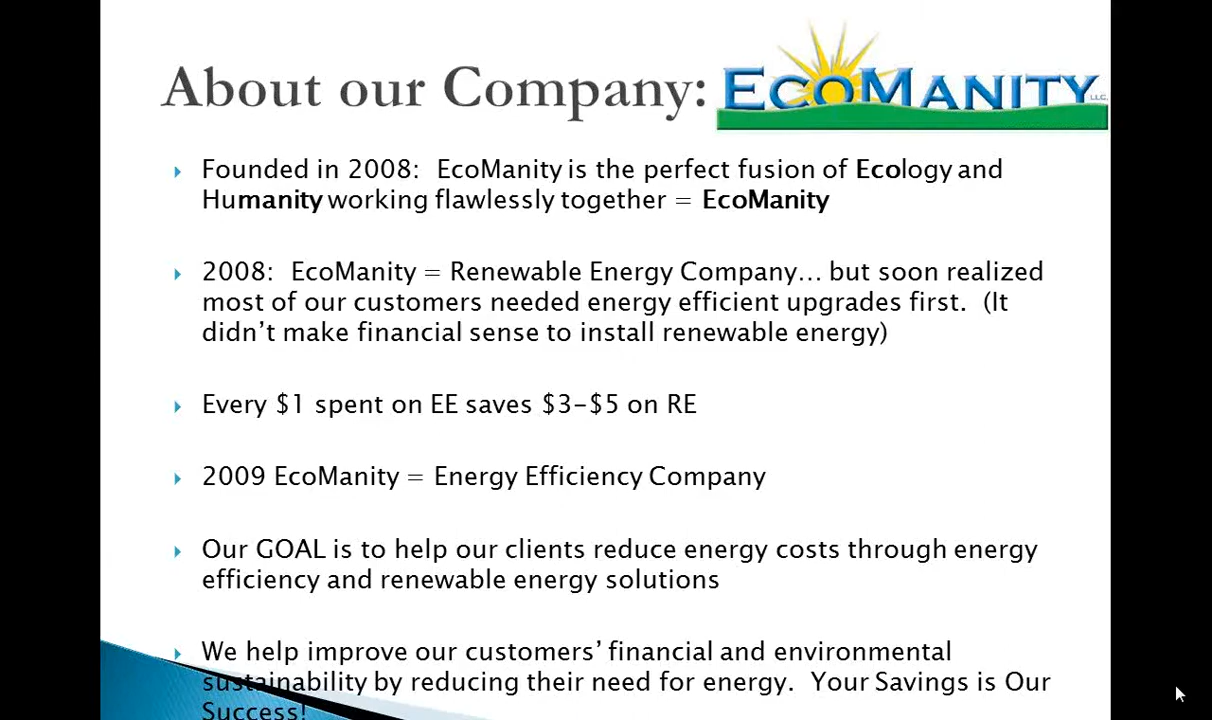 About our Company:
ECOMANITY LLC.
Founded in 2008:  EcoManity is the perfect fusion of Ecology and
Humanity working flawlessly together = EcoManity
2008:  EcoManity = Renewable Energy Company... but soon realized
most of our customers needed energy efficient upgrades first.  (It
didn't make financial sense to install renewable energy)
Every $1 spent on EE saves $3-$5 on RE
2009 EcoManity = Energy Efficiency Company
Our GOAL is to help our clients reduce energy costs through energy
efficiency and renewable energy solutions
We help improve our customers' financial and environmental
sustainability by reducing their need for energy.  Your Savings is Our
Success!